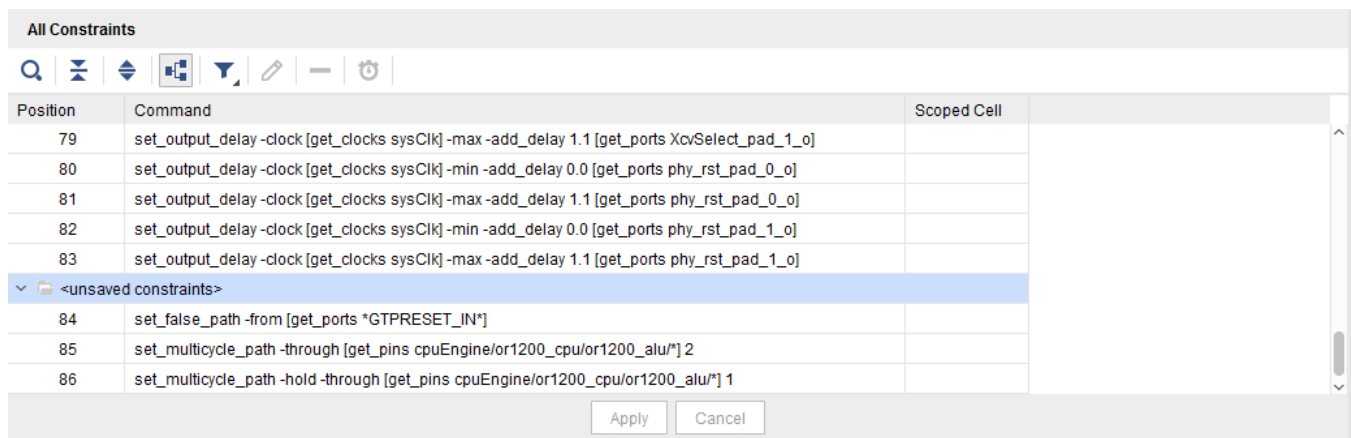 All Constraints
Position Command Scoped Cell
79 set_output_delay -clock [get_clocks sysClk] -max -add_delay 1.1 [get_ports XcvSelect_pad_1_o]
80 set_output_delay -clock [get_clocks sysClk] -min -add_delay 0.0 [get_ports phy_rst_pad_0_o]
81 set_output_delay -clock [get_clocks sysClk] -max -add_delay 1.1 [get_ports phy_rst_pad_0_o]
82 set_output_delay -clock [get_clocks sysClk] -min -add_delay 0.0 [get_ports phy_rst_pad_1_o]
83 set_output_delay -clock [get_clocks sysClk] -max -add_delay 1.1 [get_ports phy_rst_pad_1_o]
<unsaved constraints>
84 set_false_path -from [get_ports *GTPRESET_IN*]
85 set_multicycle_path -through [get_pins cpuEngine/or1200_cpu/or1200_alu/*] 2
86 set_multicycle_path -hold -through [get_pins cpuEngine/or1200_cpu/or1200_alu/*] 1
Apply Cancel